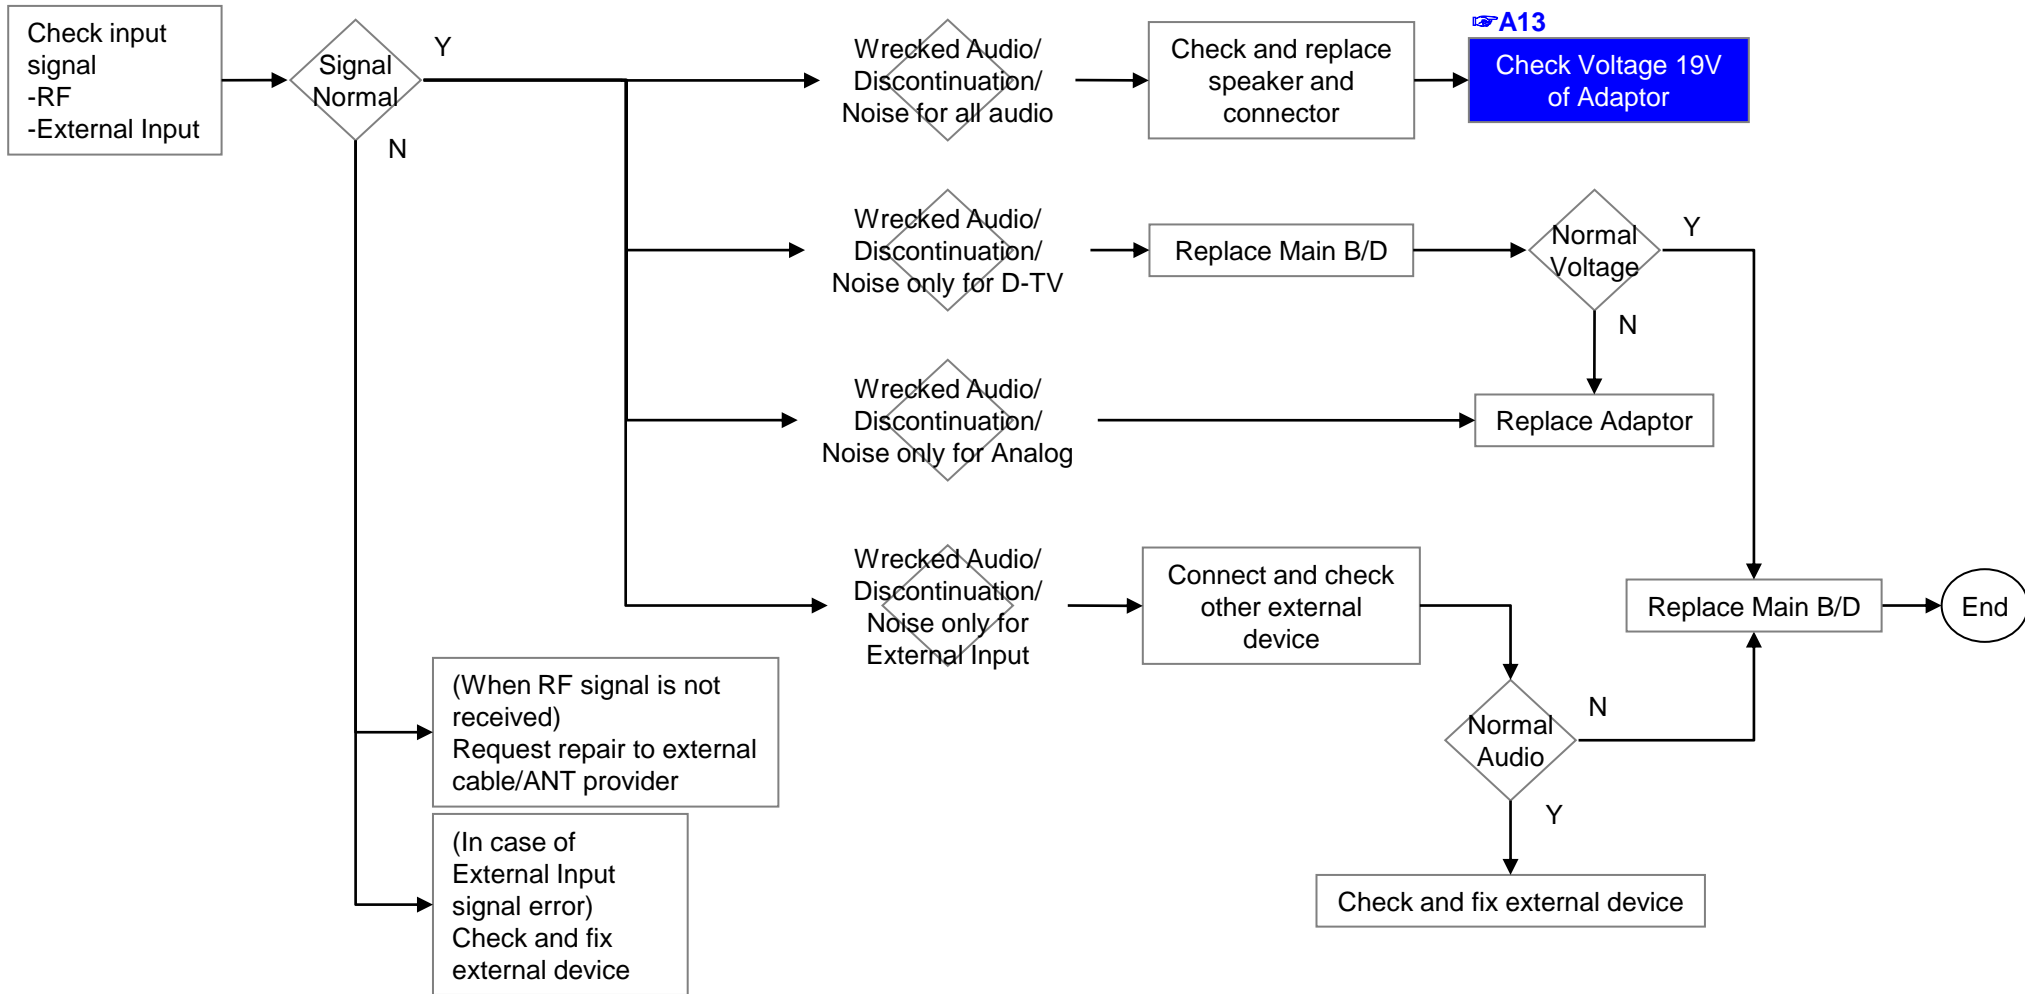 Check input
signal
-RF
-External Input
Signal
Normal
Y
N
Wrecked Audio/
Discontinuation/
Noise for all audio
Check and replace
speaker and
connector
☞A13
Check Voltage 19V
of Adaptor
Wrecked Audio/
Discontinuation/
Noise only for D-TV
Replace Main B/D
Normal
Voltage
Y
N
Wrecked Audio/
Discontinuation/
Noise only for Analog
Replace Adaptor
Wrecked Audio/
Discontinuation/
Noise only for
External Input
Connect and check
other external
device
Replace Main B/D
End
Normal
Audio
N
Y
Check and fix external device
(When RF signal is not
received)
Request repair to external
cable/ANT provider
(In case of
External Input
signal error)
Check and fix
external device